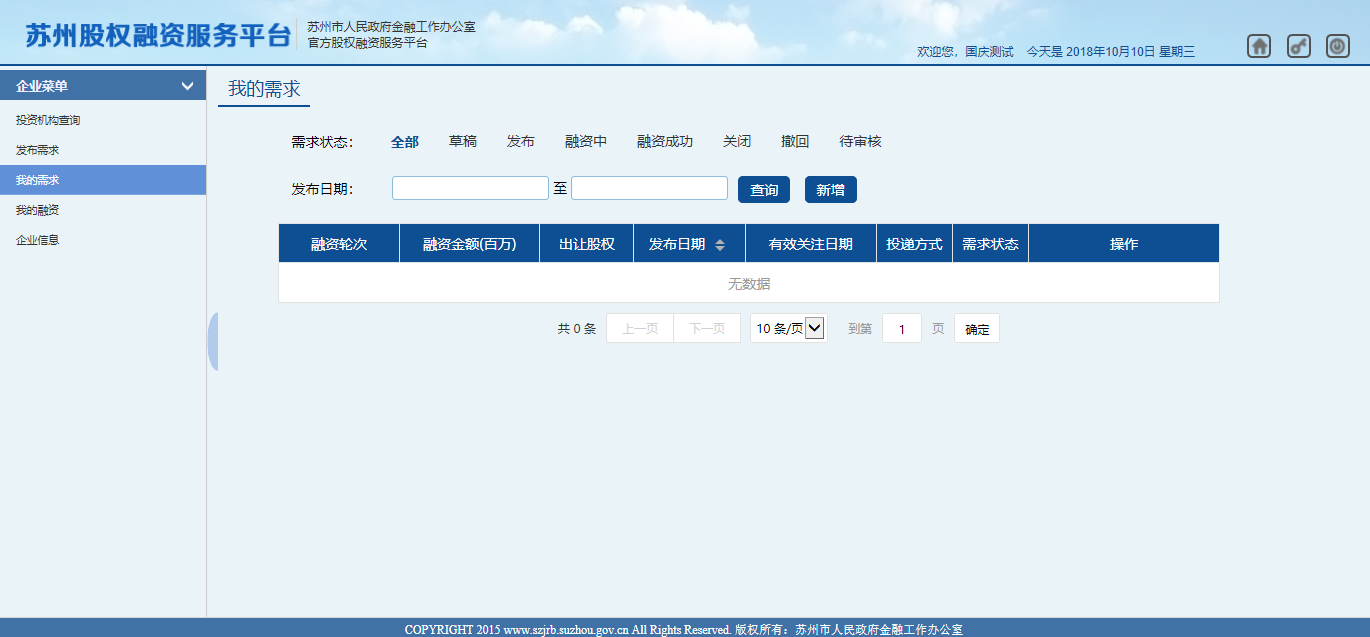 苏州股权融资服务平台
苏州市人民政府金融工作办公室
官方股权融资服务平台
欢迎您，国庆测试 今天是 2018年10月10日 星期三
企业菜单
投资机构查询
发布需求
我的需求
我的融资
企业信息
我的需求
需求状态： 全部 草稿 发布 融资中 融资成功 关闭 撤回 待审核
发布日期： 至 查询 新增
融资轮次 融资金额(百万) 出让股权 发布日期 有效关注日期 投递方式 需求状态 操作
无数据
共 0 条 上一页 下一页 10 条/页 到第 1 页 确定
COPYRIGHT 2015 www.szjrb.suzhou.gov.cn All Rights Reserved. 版权所有：苏州市人民政府金融工作办公室